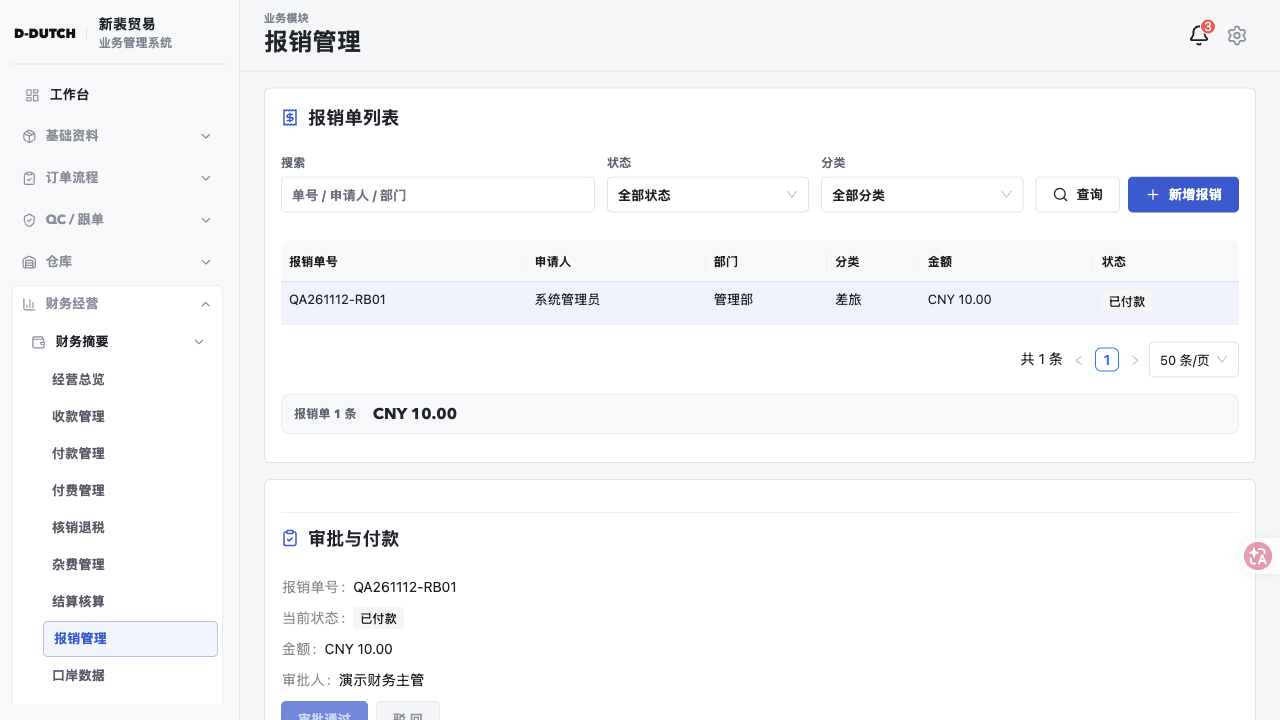 D-DUTCH
新裴贸易
业务管理系统
工作台
基础资料
订单流程
QC / 跟单
仓库
财务经营
财务摘要
经营总览
收款管理
付款管理
付费管理
核销退税
杂费管理
结算核算
报销管理
口岸数据
业务模块
报销管理
3
报销单列表
搜索 状态 分类
单号 / 申请人 / 部门 全部状态 全部分类 查询 新增报销
报销单号 申请人 部门 分类 金额 状态
QA261112-RB01 系统管理员 管理部 差旅 CNY 10.00 已付款
共 1 条 1 50 条/页
报销单 1 条 CNY 10.00
审批与付款
报销单号: QA261112-RB01
当前状态: 已付款
金额: CNY 10.00
审批人: 演示财务主管
审批通过 驳 回